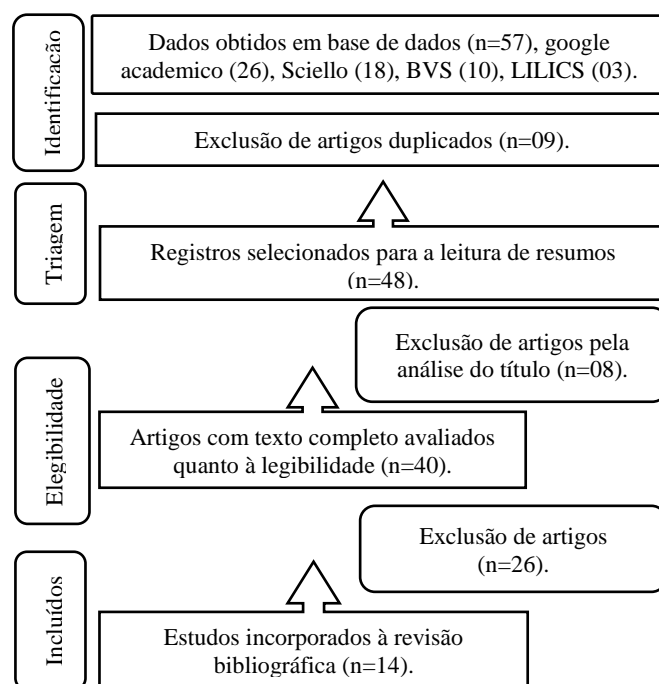 Identificação
Dados obtidos em base de dados (n=57), google
academico (26), Sciello (18), BVS (10), LILICS (03).
Exclusão de artigos duplicados (n=09).
Triagem
Registros selecionados para a leitura de resumos
(n=48).
Exclusão de artigos pela
análise do título (n=08).
Elegibilidade
Artigos com texto completo avaliados
quanto à legibilidade (n=40).
Exclusão de artigos
(n=26).
Incluídos
Estudos incorporados à revisão
bibliográfica (n=14).